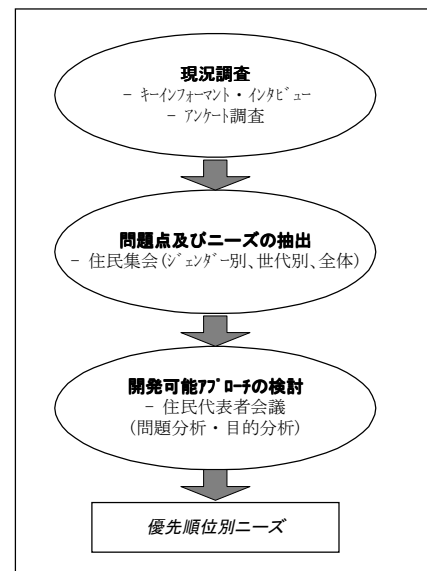 現況調査
− ｷｰｲﾝﾌｫｰﾏﾝﾄ・ｲﾝﾀﾋﾞｭｰ
− ｱﾝｹｰﾄ調査
問題点及びニーズの抽出
− 住民集会(ｼﾞｪﾝﾀﾞｰ別、世代別、全体)
開発可能ｱﾌﾟﾛｰﾁの検討
− 住民代表者会議
(問題分析・目的分析)
優先順位別ニーズ